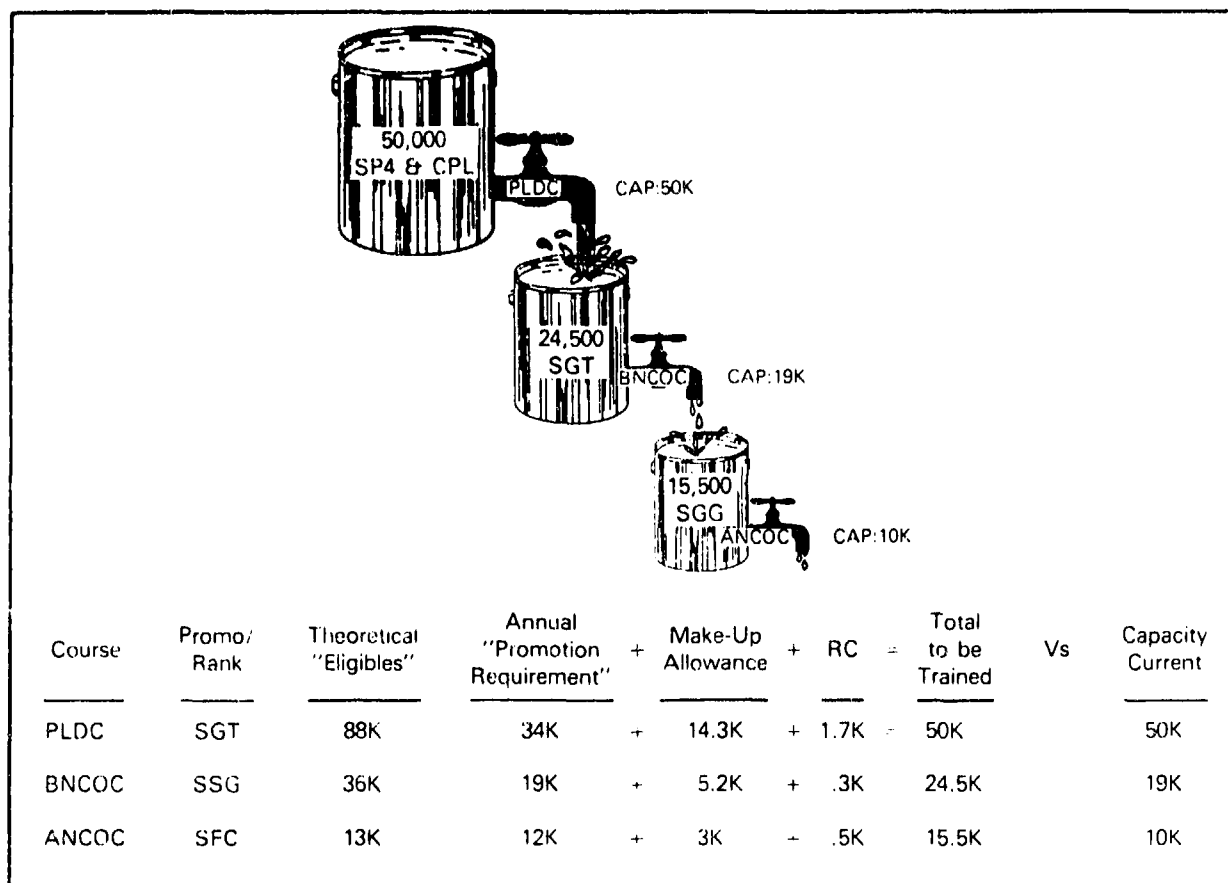 50,000
SP4 & CPL
PLDC CAP:50K
24,500
SGT
BNCOC CAP:19K
15,500
SGG
ANCOC CAP:10K
Course Promo/ Rank Theoretical "Eligibles" Annual "Promotion Requirement" + Make-Up Allowance + RC = Total to be Trained Vs Capacity Current
PLDC SGT 88K 34K + 14.3K + 1.7K = 50K 50K
BNCOC SSG 36K 19K + 5.2K + .3K 24.5K 19K
ANCOC SFC 13K 12K + 3K + .5K 15.5K 10K